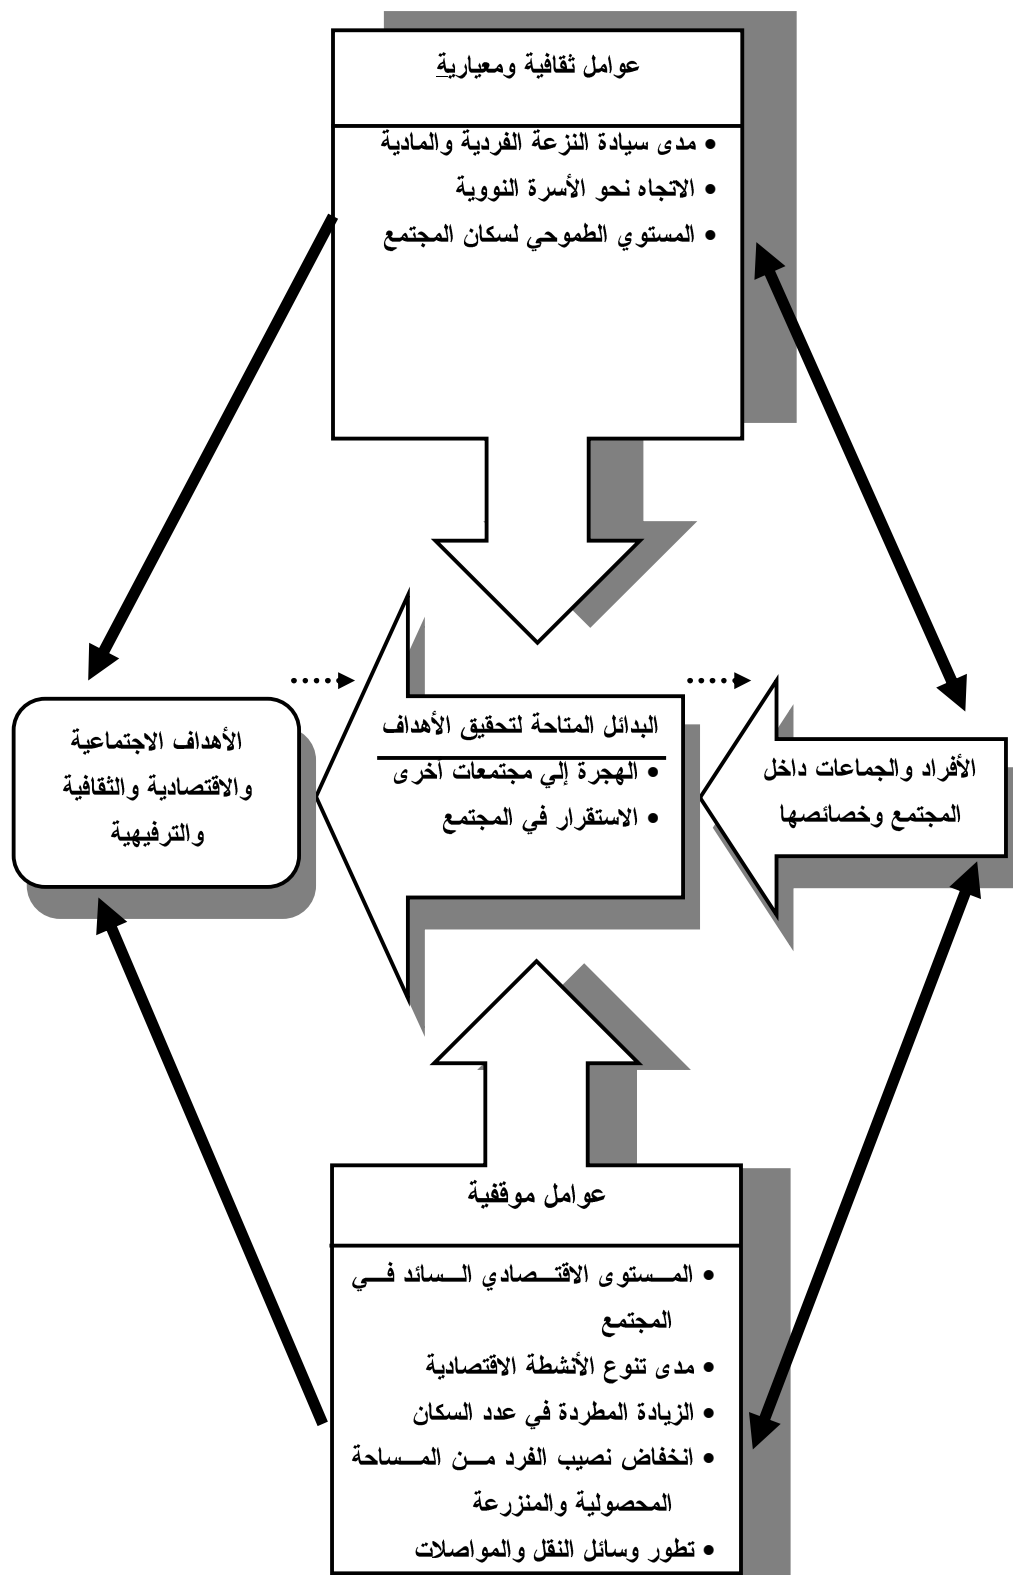 عوامل ثقافية ومعيارية
• مدى سيادة النزعة الفردية والمادية
• الاتجاه نحو الأسرة النووية
• المستوي الطموحي لسكان المجتمع
الأفراد والجماعات داخل
المجتمع وخصائصها
البدائل المتاحة لتحقيق الأهداف
• الهجرة إلي مجتمعات أخرى
• الاستقرار في المجتمع
الأهداف الاجتماعية
والاقتصادية والثقافية
والترفيهية
عوامل موقفية
• المستوى الاقتصادي السائد في
المجتمع
• مدى تنوع الأنشطة الاقتصادية
• الزيادة المطردة في عدد السكان
• انخفاض نصيب الفرد من المساحة
المحصولية والمنزرعة
• تطور وسائل النقل والمواصلات